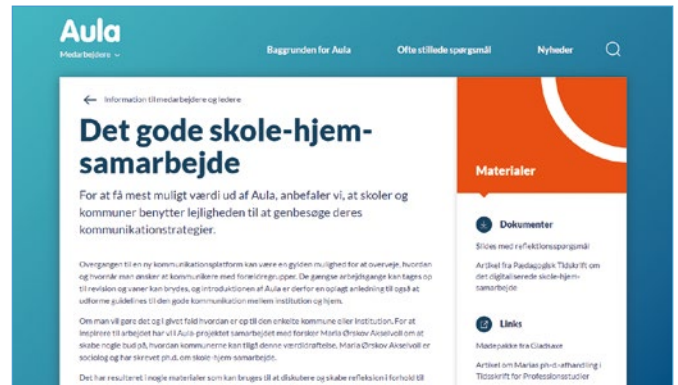 Aula
Medarbejdere
Baggrunden for Aula
Ofte stillede spørgsmål
Nyheder
Information til medarbejdere og ledere
Det gode skole-hjem-
samarbejde
For at få mest muligt værdi ud af Aula, anbefaler vi, at skoler og
kommuner benytter lejligheden til at genbesøge deres
kommunikationstrategier.
Overgangen til en ny kommunikationsplatform kan være en gylden mulighed for at overveje, hvordan
og hvornår man ønsker at kommunikere med forældregrupper. De gængse arbejdsgange kan tages op
til revision og vaner kan brydes, og introduktionen af Aula er derfor en oplagt anledning til også at
udforme guidelines til den gode kommunikation mellem institution og hjem.
Om man vil gøre det og i givet fald hvordan er op til den enkelte kommune eller institution. For at
inspirere til arbejdet har vi i Aula-projektet samarbejdet med forsker Maria Ørskov Akselvoll om at
skabe nogle bud på, hvordan kommunerne kan tilgå denne værdidrøftelse. Maria Ørskov Akselvoll er
sociolog og har skrevet ph.d. om skole-hjem-samarbejde.
Det har resulteret i nogle materialer som kan bruges til at diskutere og skabe refleksion i forhold til
Materialer
Dokumenter
Slides med reflektionsspørgsmål
Artikel fra Pædagogisk Tidskrift om
det digitaliserede skole-hjem-
samarbejde
Links
Mødepakke fra Gladsaxe
Artikel om Marias ph-d-afhandling i
Tidsskrift for Professionsstudier